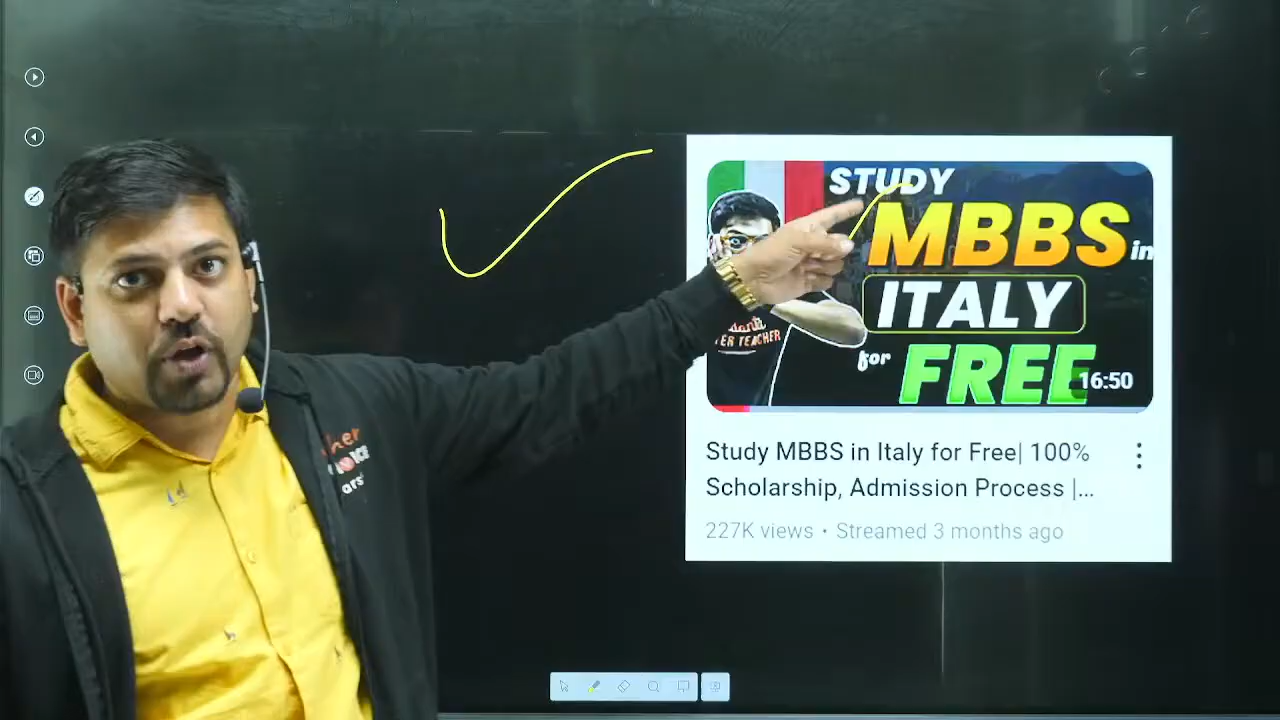 STUDY
MBBS in
ITALY
for
FREE
16:50
TEACHER
Study MBBS in Italy for Free| 100%
Scholarship, Admission Process |...
227K views • Streamed 3 months ago